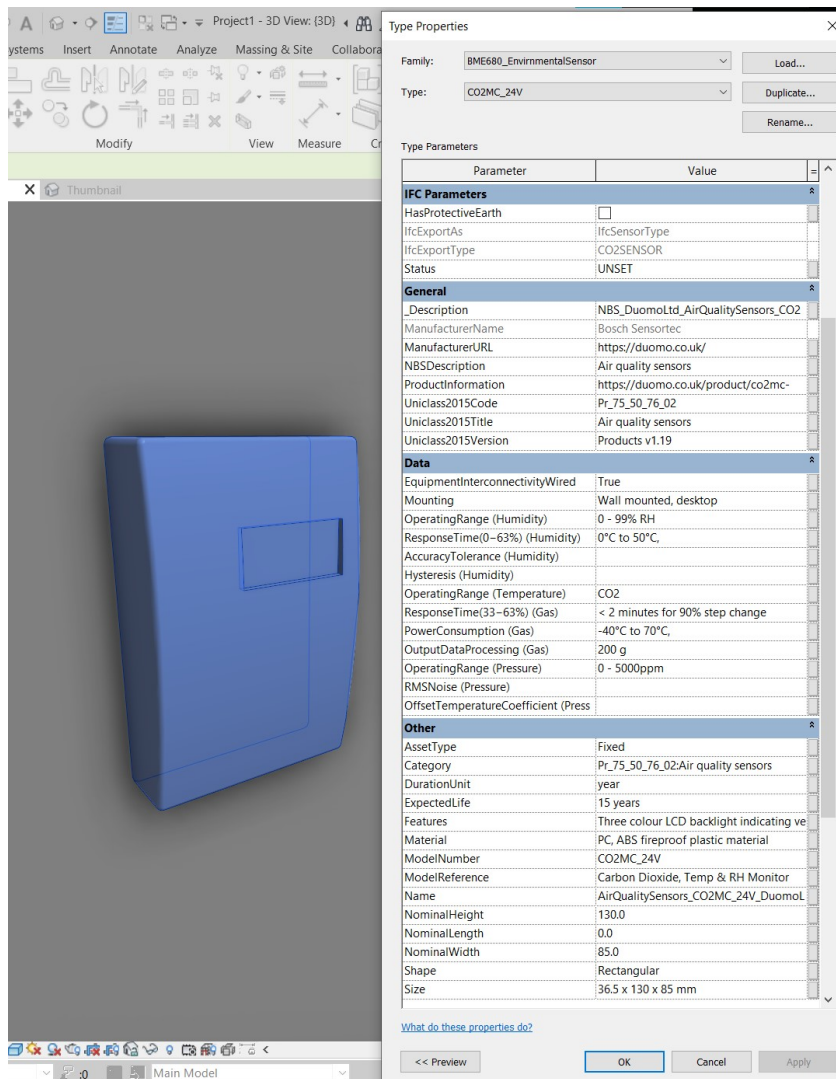 Project1 - 3D View: {3D}
ystems Insert Annotate Analyze Massing & Site Collabora
Modify View Measure Cr
Thumbnail
Type Properties
Family: BME680_EnvirnmentalSensor Load...
Type: CO2MC_24V Duplicate...
Rename...
Type Parameters
Parameter Value =
IFC Parameters
HasProtectiveEarth
IfcExportAs IfcSensorType
IfcExportType CO2SENSOR
Status UNSET
General
_Description NBS_DuomoLtd_AirQualitySensors_CO2
ManufacturerName Bosch Sensortec
ManufacturerURL https://duomo.co.uk/
NBSDescription Air quality sensors
ProductInformation https://duomo.co.uk/product/co2mc-
Uniclass2015Code Pr_75_50_76_02
Uniclass2015Title Air quality sensors
Uniclass2015Version Products v1.19
Data
EquipmentInterconnectivityWired True
Mounting Wall mounted, desktop
OperatingRange (Humidity) 0 - 99% RH
ResponseTime(0–63%) (Humidity) 0°C to 50°C,
AccuracyTolerance (Humidity)
Hysteresis (Humidity)
OperatingRange (Temperature) CO2
ResponseTime(33–63%) (Gas) < 2 minutes for 90% step change
PowerConsumption (Gas) -40°C to 70°C,
OutputDataProcessing (Gas) 200 g
OperatingRange (Pressure) 0 - 5000ppm
RMSNoise (Pressure)
OffsetTemperatureCoefficient (Press
Other
AssetType Fixed
Category Pr_75_50_76_02:Air quality sensors
DurationUnit year
ExpectedLife 15 years
Features Three colour LCD backlight indicating ve
Material PC, ABS fireproof plastic material
ModelNumber CO2MC_24V
ModelReference Carbon Dioxide, Temp & RH Monitor
Name AirQualitySensors_CO2MC_24V_DuomoL
NominalHeight 130.0
NominalLength 0.0
NominalWidth 85.0
Shape Rectangular
Size 36.5 x 130 x 85 mm
What do these properties do?
<< Preview OK Cancel Apply
:0 Main Model